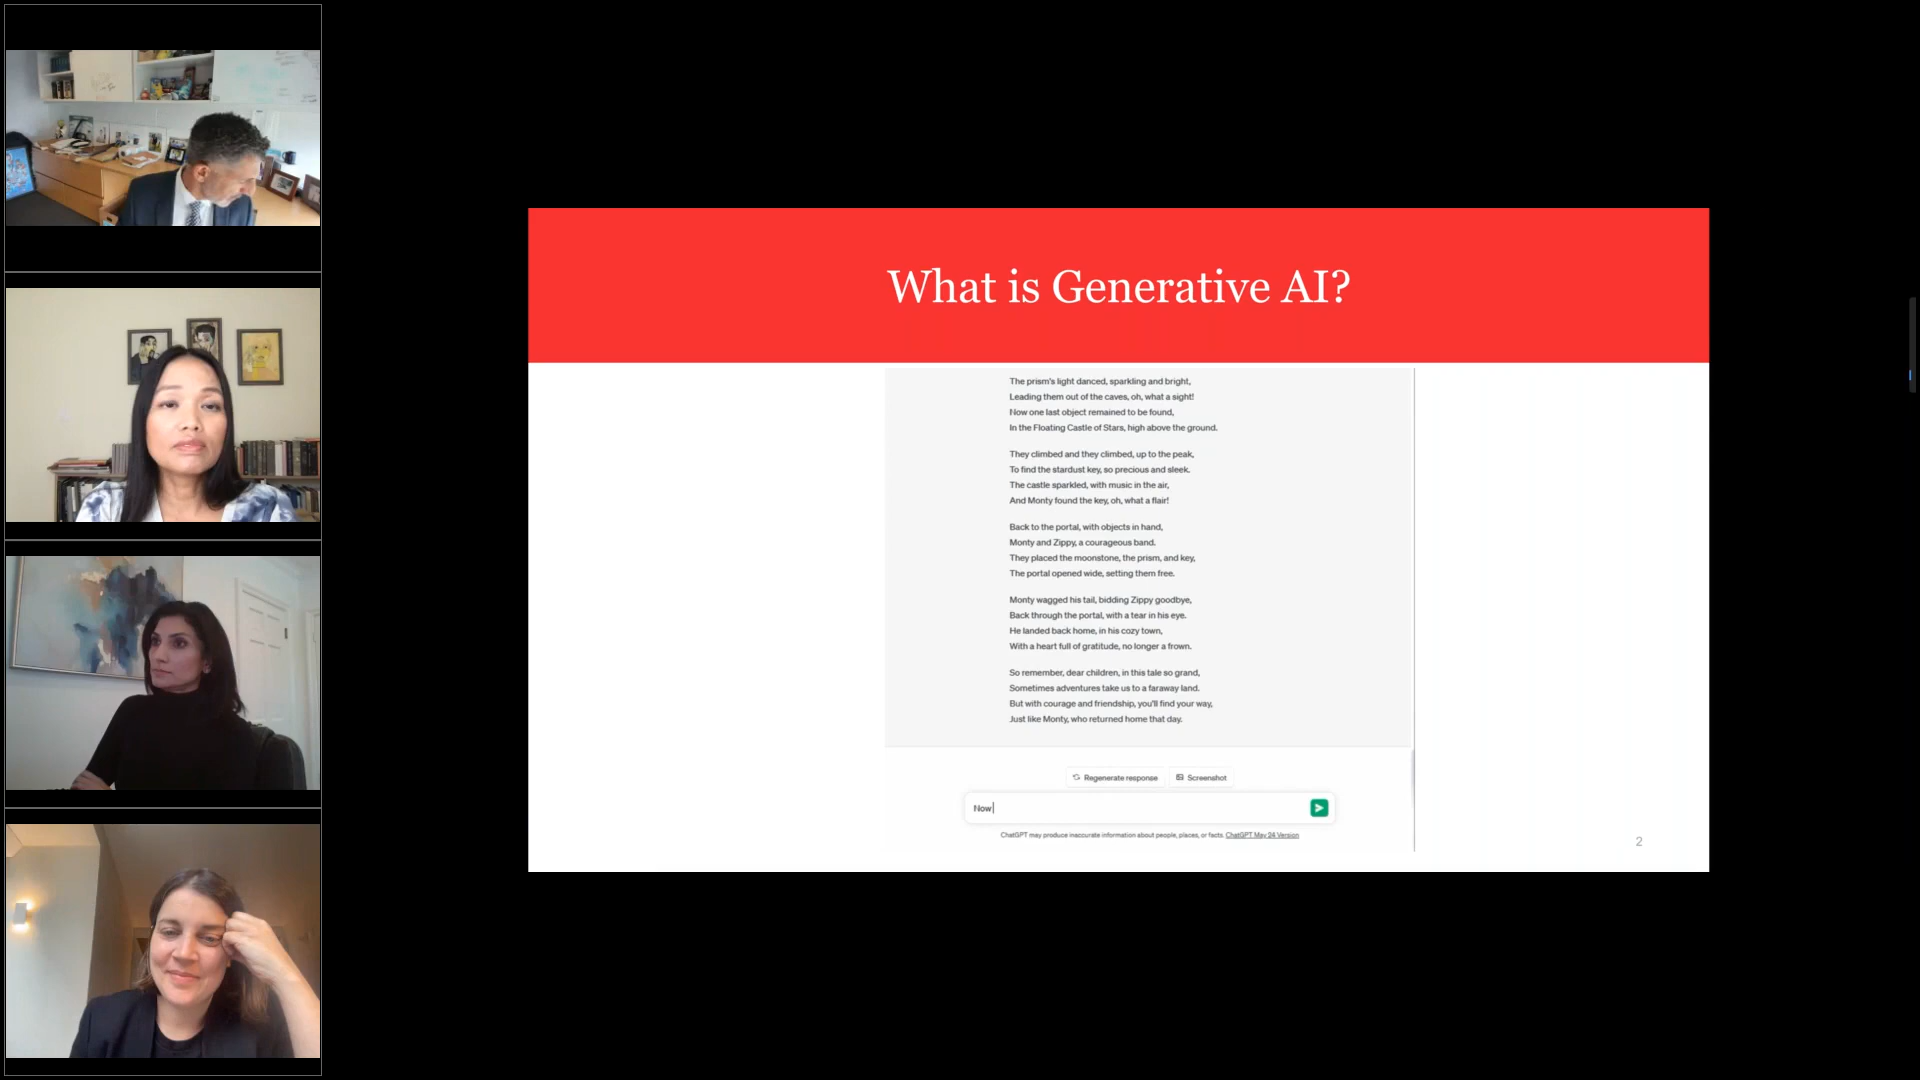 What is Generative AI?
The prism's light danced, sparkling and bright,
Leading them out of the caves, oh, what a sight!
Now one last object remained to be found,
In the Floating Castle of Stars, high above the ground.
They climbed and they climbed, up to the peak,
To find the stardust key, so precious and sleek.
The castle sparkled, with music in the air,
And Monty found the key, oh, what a flair!
Back to the portal, with objects in hand,
Monty and Zippy, a courageous band.
They placed the moonstone, the prism, and key,
The portal opened wide, setting them free.
Monty wagged his tail, bidding Zippy goodbye,
Back through the portal, with a tear in his eye.
He landed back home, in his cozy town,
With a heart full of gratitude, no longer a frown.
So remember, dear children, in this tale so grand,
Sometimes adventures take us to a faraway land.
But with courage and friendship, you'll find your way,
Just like Monty, who returned home that day.
Regenerate response Screenshot
Now
ChatGPT may produce inaccurate information about people, places, or facts. ChatGPT May 24 Version
2